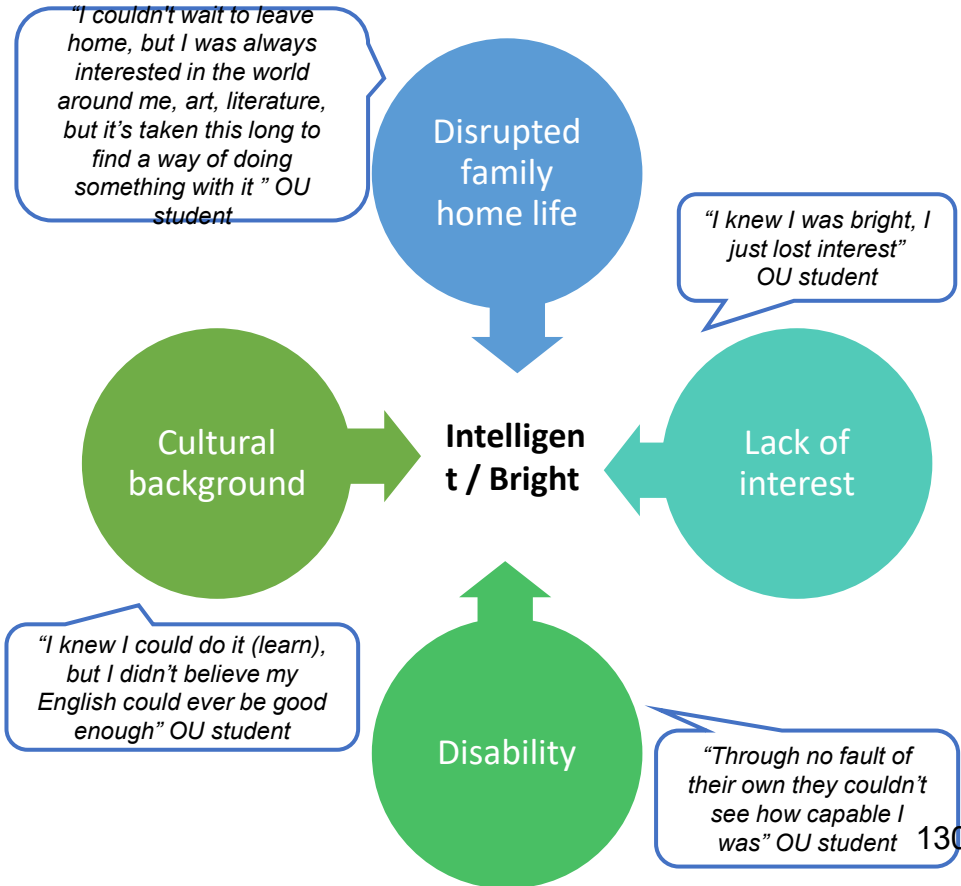 “I couldn't wait to leave
home, but I was always
interested in the world
around me, art, literature,
but it’s taken this long to
find a way of doing
something with it ” OU
student
Disrupted
family
home life
“I knew I was bright, I
just lost interest”
OU student
Cultural
background
Intelligen
t / Bright
Lack of
interest
“I knew I could do it (learn),
but I didn’t believe my
English could ever be good
enough” OU student
Disability
“Through no fault of
their own they couldn’t
see how capable I
was” OU student
130